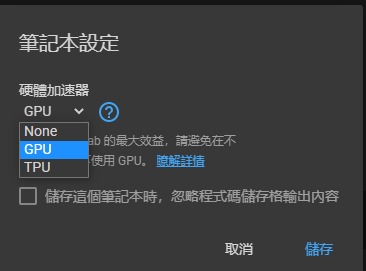 筆記本設定
硬體加速器
GPU
?
None
GPU
TPU
ab 的最大效益，請避免在不
使用 GPU。 瞭解詳情
儲存這個筆記本時，忽略程式碼儲存格輸出內容
取消
儲存